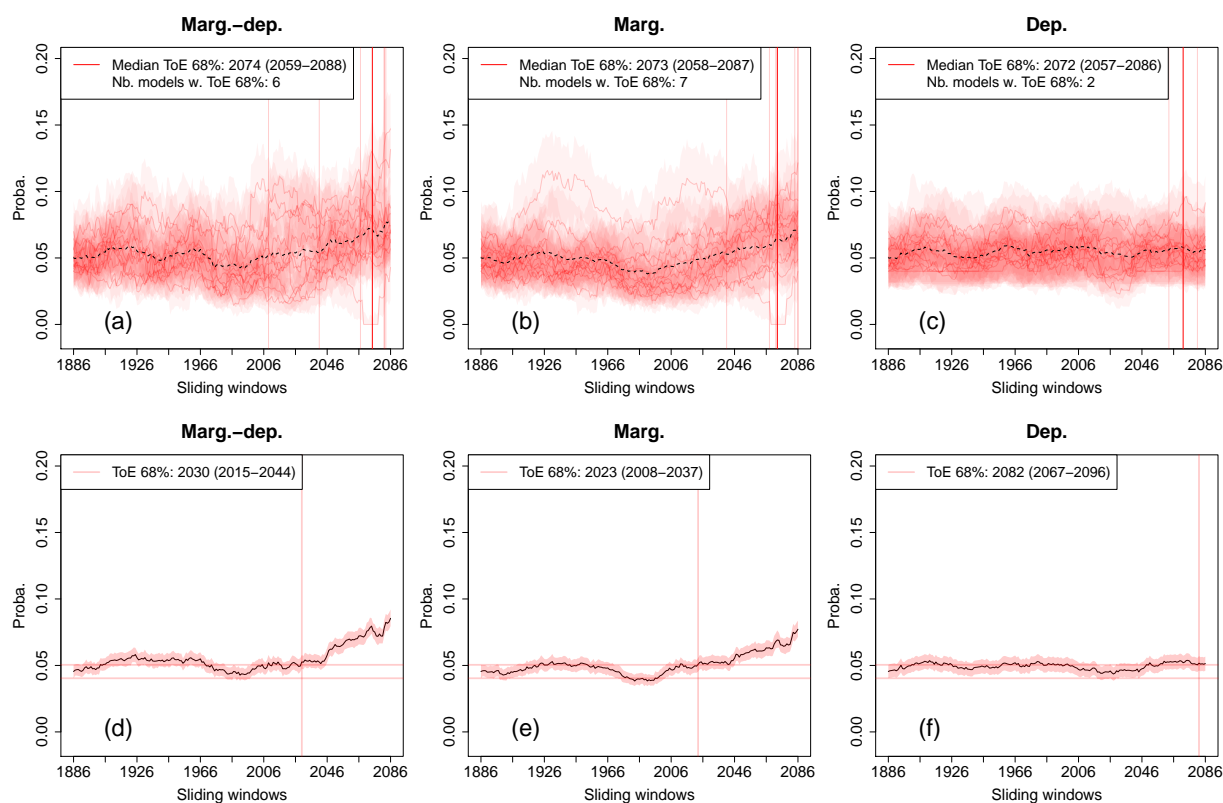 Marg.−dep.
Median ToE 68%: 2074 (2059−2088)
Nb. models w. ToE 68%: 6
Proba.
0.00 0.05 0.10 0.15 0.20
(a)
1886 1926 1966 2006 2046 2086
Sliding windows
Marg.
Median ToE 68%: 2073 (2058−2087)
Nb. models w. ToE 68%: 7
Proba.
0.00 0.05 0.10 0.15 0.20
(b)
1886 1926 1966 2006 2046 2086
Sliding windows
Dep.
Median ToE 68%: 2072 (2057−2086)
Nb. models w. ToE 68%: 2
Proba.
0.00 0.05 0.10 0.15 0.20
(c)
1886 1926 1966 2006 2046 2086
Sliding windows
Marg.−dep.
ToE 68%: 2030 (2015−2044)
Proba.
0.00 0.05 0.10 0.15 0.20
(d)
1886 1926 1966 2006 2046 2086
Sliding windows
Marg.
ToE 68%: 2023 (2008−2037)
Proba.
0.00 0.05 0.10 0.15 0.20
(e)
1886 1926 1966 2006 2046 2086
Sliding windows
Dep.
ToE 68%: 2082 (2067−2096)
Proba.
0.00 0.05 0.10 0.15 0.20
(f)
1886 1926 1966 2006 2046 2086
Sliding windows